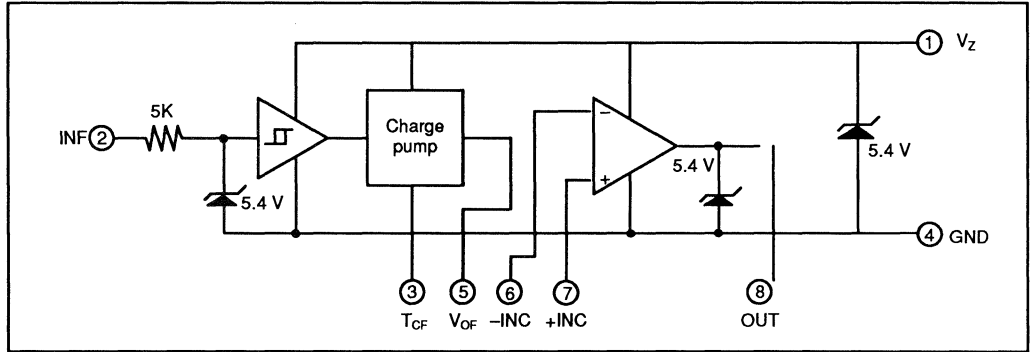 1 V_Z
5K
INF 2
Charge
pump
−
+
5.4 V
5.4 V
5.4 V
4 GND
3 5 6 7 8
T_CF V_OF –INC +INC OUT